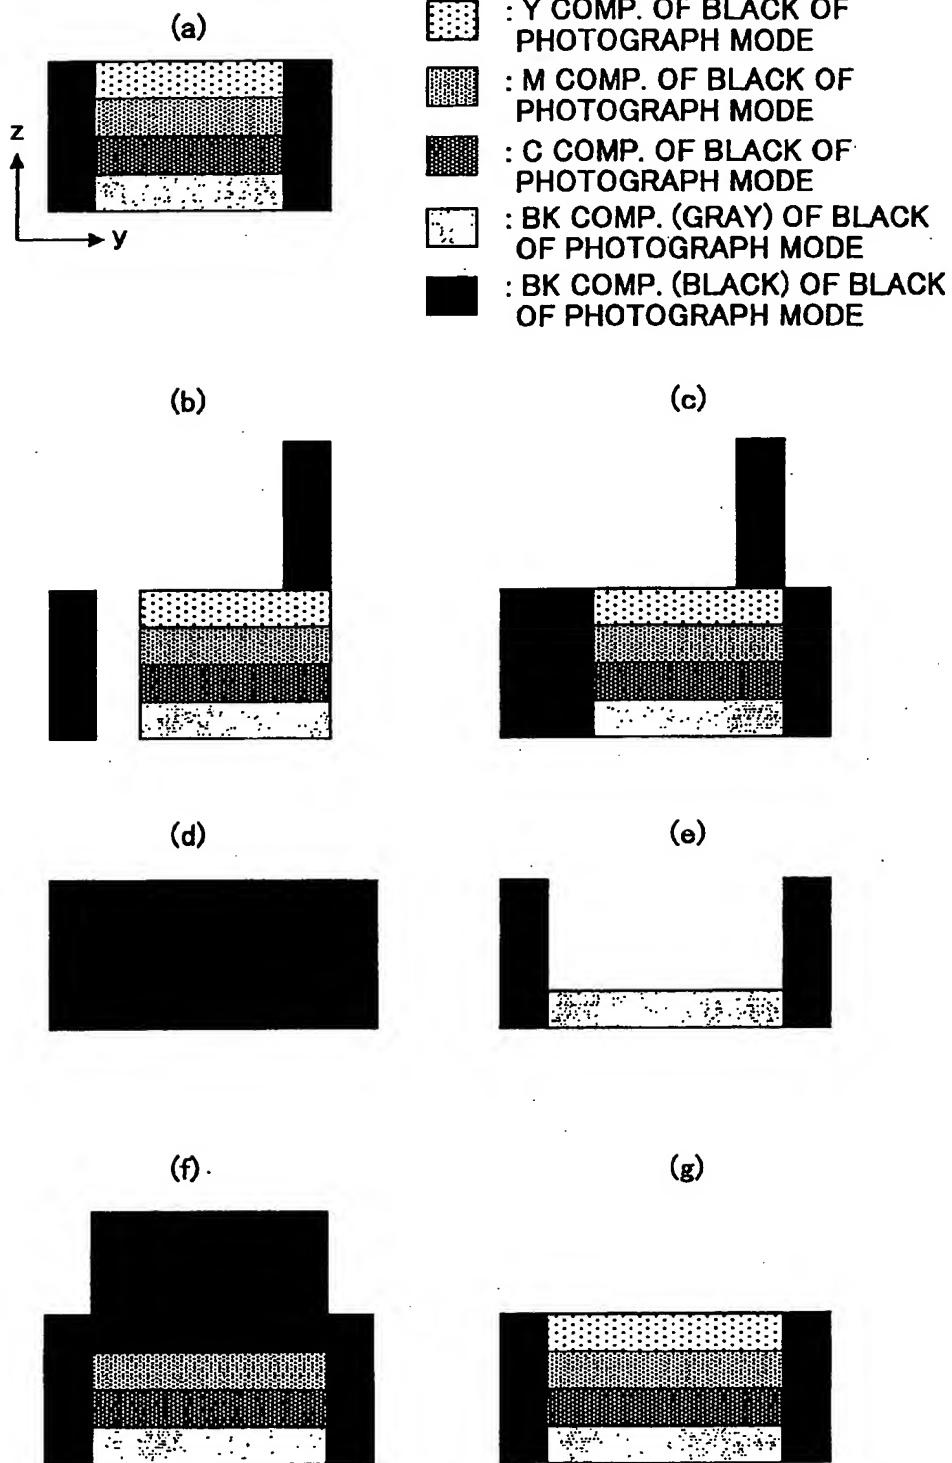 (a)
: Y COMP. OF BLACK OF
PHOTOGRAPH MODE
: M COMP. OF BLACK OF
PHOTOGRAPH MODE
: C COMP. OF BLACK OF
PHOTOGRAPH MODE
: BK COMP. (GRAY) OF BLACK
OF PHOTOGRAPH MODE
: BK COMP. (BLACK) OF BLACK
OF PHOTOGRAPH MODE
z
y
(b)
(c)
(d)
(e)
(f)
(g)